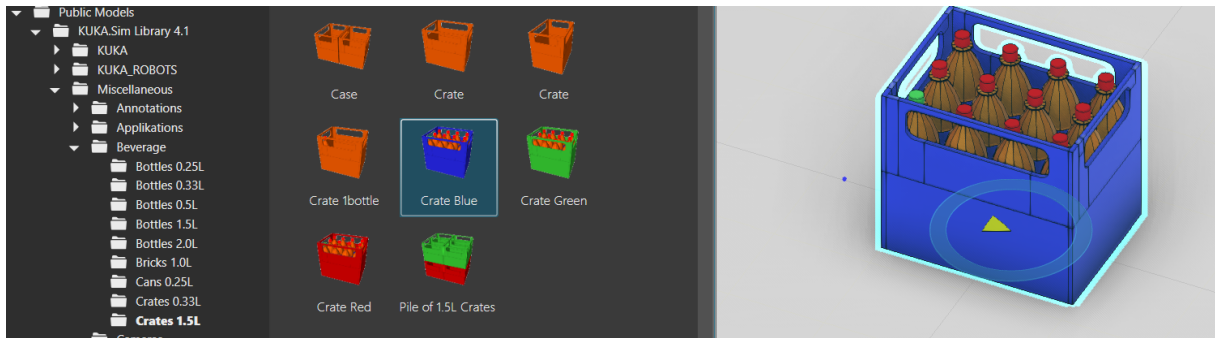 Public Models
KUKA.Sim Library 4.1
KUKA
KUKA_ROBOTS
Miscellaneous
Annotations
Applikations
Beverage
Bottles 0.25L
Bottles 0.33L
Bottles 0.5L
Bottles 1.5L
Bottles 2.0L
Bricks 1.0L
Cans 0.25L
Crates 0.33L
Crates 1.5L
Case
Crate
Crate
Crate 1bottle
Crate Blue
Crate Green
Crate Red
Pile of 1.5L Crates